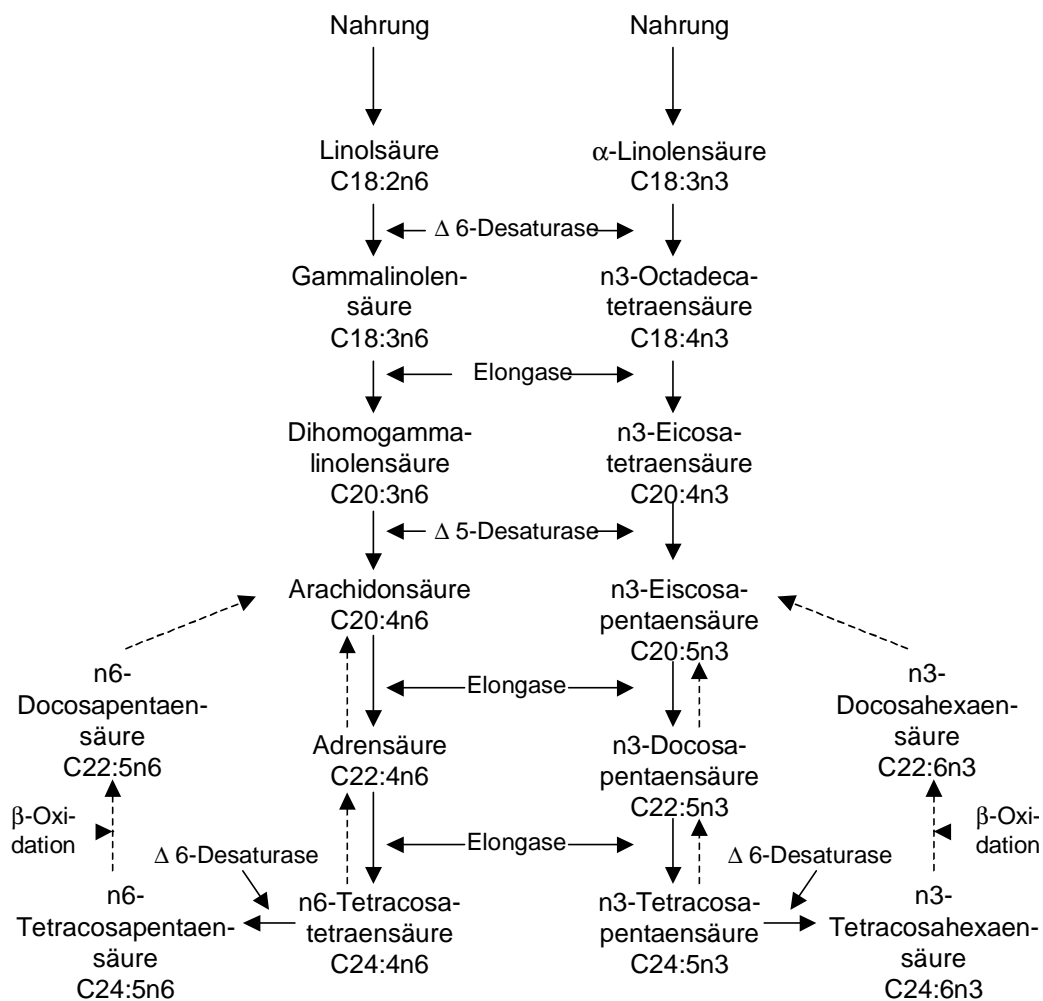 Nahrung
Nahrung
Linolsäure
C18:2n6
α-Linolensäure
C18:3n3
Δ 6-Desaturase
Gammalinolen-
säure
C18:3n6
n3-Octadeca-
tetraensäure
C18:4n3
Elongase
Dihomogamma-
linolensäure
C20:3n6
n3-Eicosa-
tetraensäure
C20:4n3
Δ 5-Desaturase
Arachidonsäure
C20:4n6
n3-Eiscosa-
pentaensäure
C20:5n3
n6-
Docosapentaen-
säure
C22:5n6
Elongase
n3-
Docosahexaen-
säure
C22:6n3
Adrensäure
C22:4n6
n3-Docosa-
pentaensäure
C22:5n3
β-Oxi-
dation
Δ 6-Desaturase
Elongase
Δ 6-Desaturase
β-Oxi-
dation
n6-
Tetracosapentaen-
säure
C24:5n6
n6-Tetracosa-
tetraensäure
C24:4n6
n3-Tetracosa-
pentaensäure
C24:5n3
n3-
Tetracosahexaen-
säure
C24:6n3